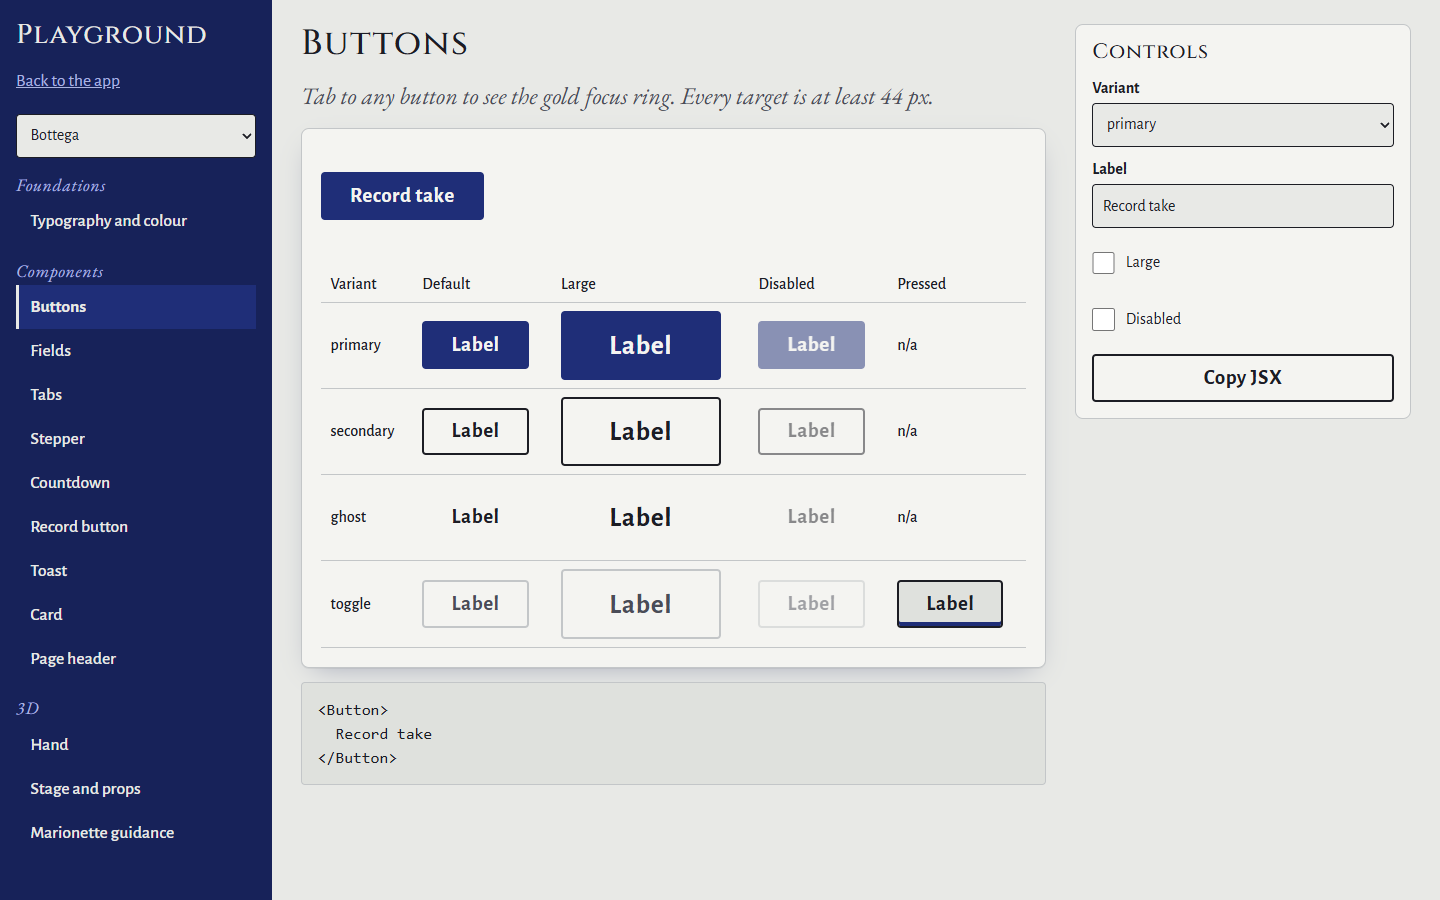 Playground
Back to the app
Bottega
Foundations
Typography and colour
Components
Buttons
Fields
Tabs
Stepper
Countdown
Record button
Toast
Card
Page header
3D
Hand
Stage and props
Marionette guidance
Buttons
Tab to any button to see the gold focus ring. Every target is at least 44 px.
Record take
Variant Default Large Disabled Pressed
primary Label Label Label n/a
secondary Label Label Label n/a
ghost Label Label Label n/a
toggle Label Label Label Label
<Button>
Record take
</Button>
Controls
Variant
primary
Label
Record take
Large
Disabled
Copy JSX